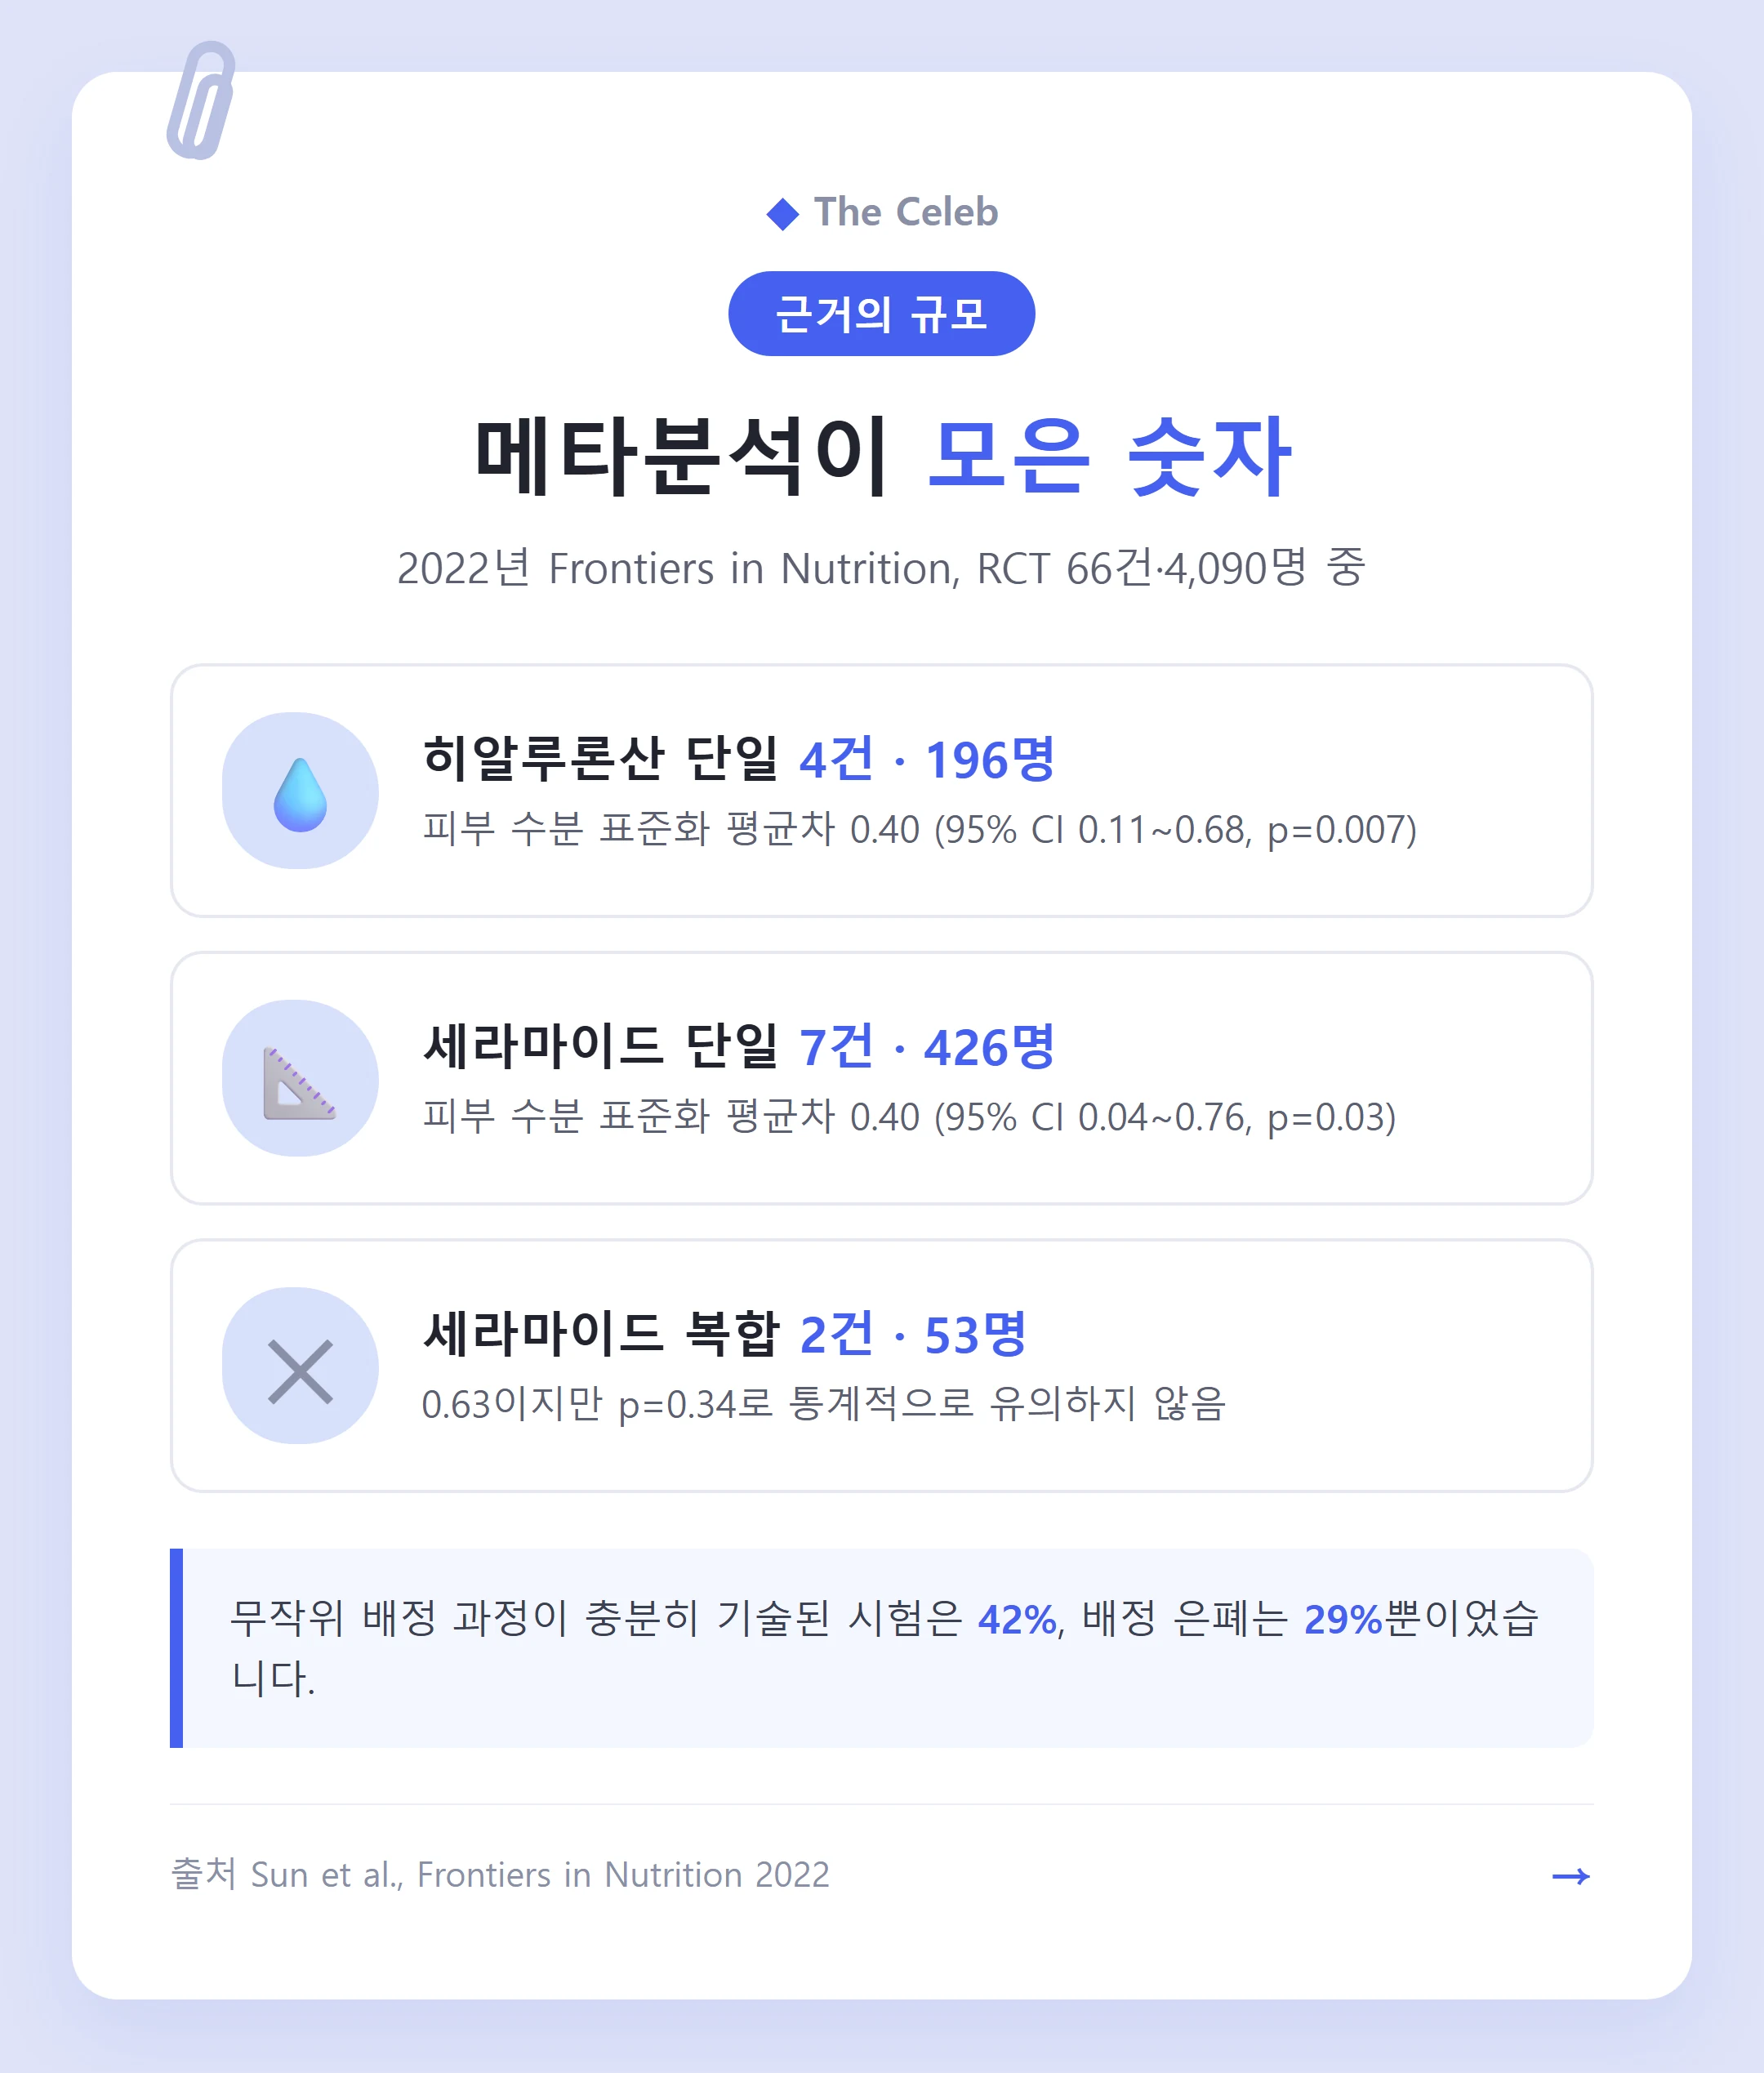 The Celeb
근거의 규모
메타분석이 모은 숫자
2022년 Frontiers in Nutrition, RCT 66건·4,090명 중
히알루론산 단일 4건 · 196명
피부 수분 표준화 평균차 0.40 (95% CI 0.11~0.68, p=0.007)
세라마이드 단일 7건 · 426명
피부 수분 표준화 평균차 0.40 (95% CI 0.04~0.76, p=0.03)
세라마이드 복합 2건 · 53명
0.63이지만 p=0.34로 통계적으로 유의하지 않음
무작위 배정 과정이 충분히 기술된 시험은 42%, 배정 은폐는 29%뿐이었습
니다.
출처 Sun et al., Frontiers in Nutrition 2022 →